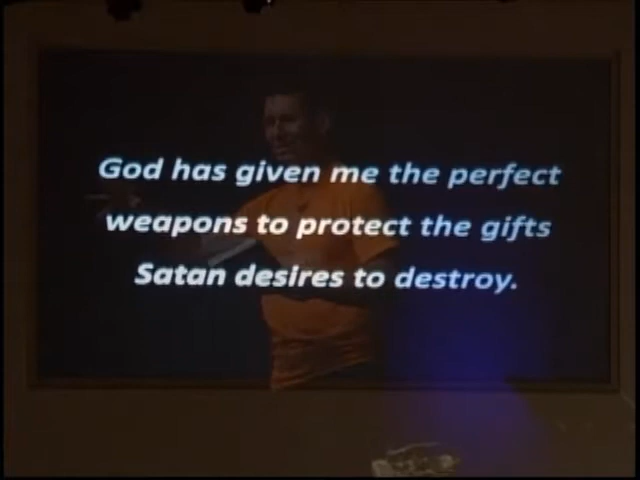 God has given me the perfect
weapons to protect the gifts
Satan desires to destroy.